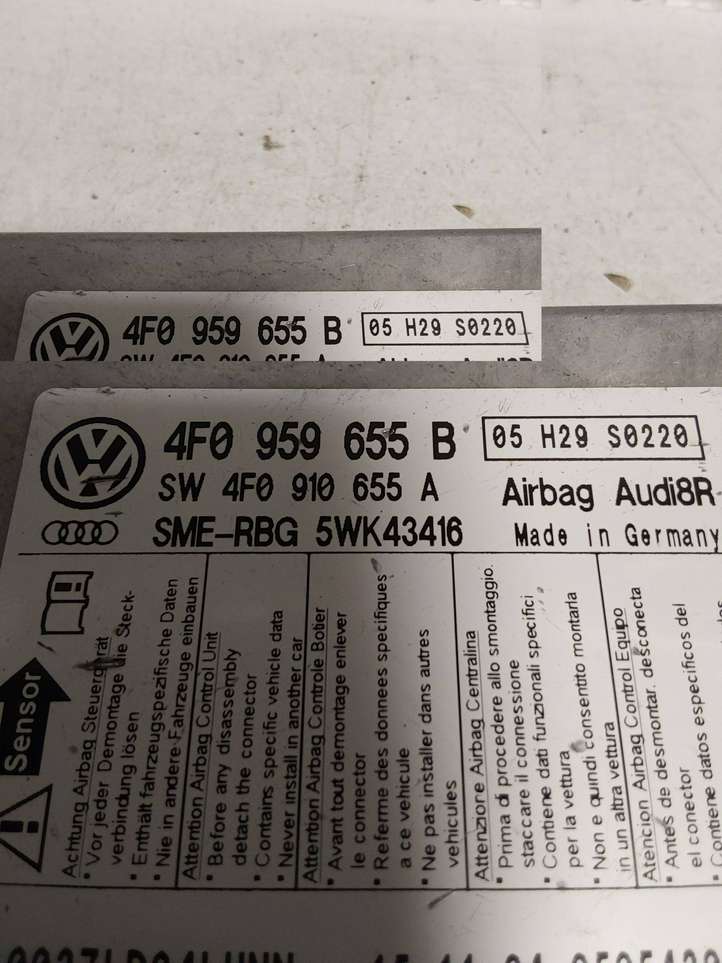 4F0 959 655 B 05 H29 S0220
4F0 959 655 B 05 H29 S0220
SW 4F0 910 655 A Airbag Audi8R
SME-RBG 5WK43416 Made in Germany
Sensor
Achtung Airbag Steuergerät
• Vor jeder Demontage die Steck-
verbindung lösen
• Enthält fahrzeugspezifische Daten
• Nie in andere-Fahrzeuge einbauen
Attention Airbag Control Unit
• Before any disassembly
detach the connector
• Contains specific vehicle data
• Never install in another car
Attention Airbag Controle Botier
• Avant tout demontage enlever
le connector
• Referme des donnees specifiques
a ce vehicule
• Ne pas installer dans autres
vehicules
Attenzione Airbag Centralina
• Prima di procedere allo smontaggio.
staccare il connessione
• Contiene dati funzionali specifici
per la vettura
• Non e quindi consentito montarla
in un altra vettura
Atencion Airbag Control Equipo
• Antes de desmontar. desconecta
el conector
• Contiene datos especificos del